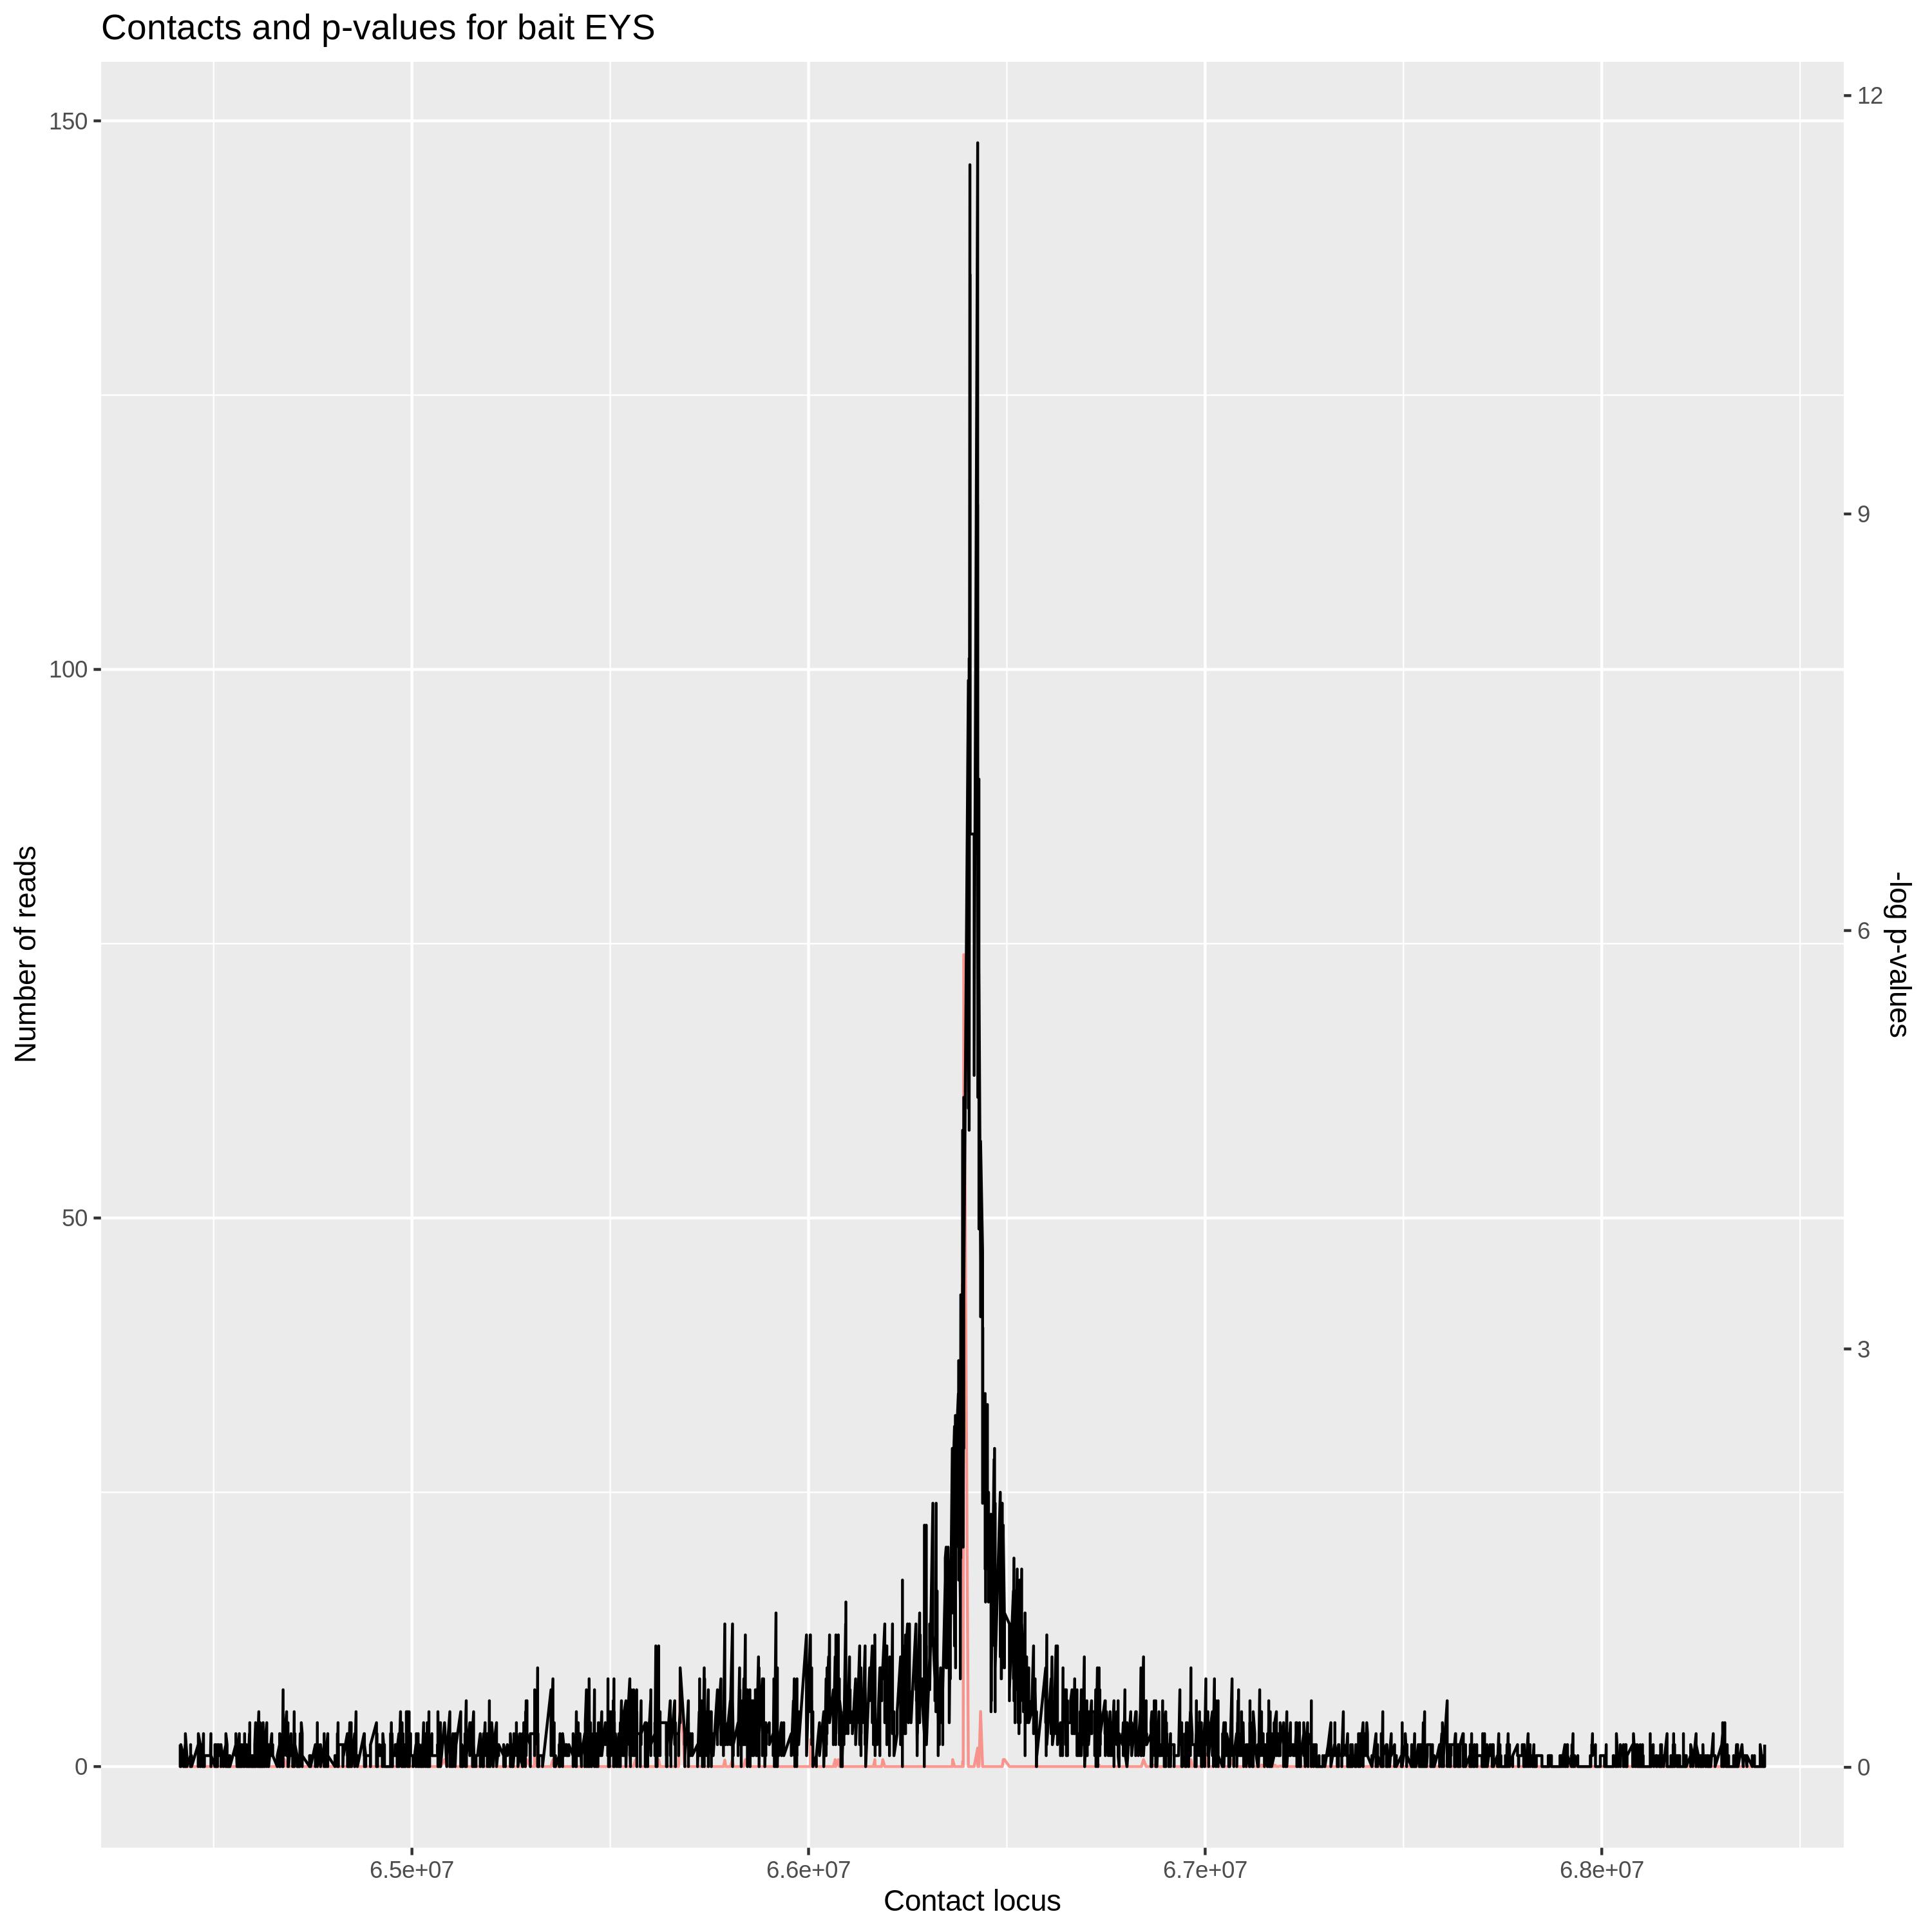 Contacts and p-values for bait EYS
150
100
50
0
Number of reads
12
9
6
3
0
-log p-values
6.5e+07
6.6e+07
6.7e+07
6.8e+07
Contact locus